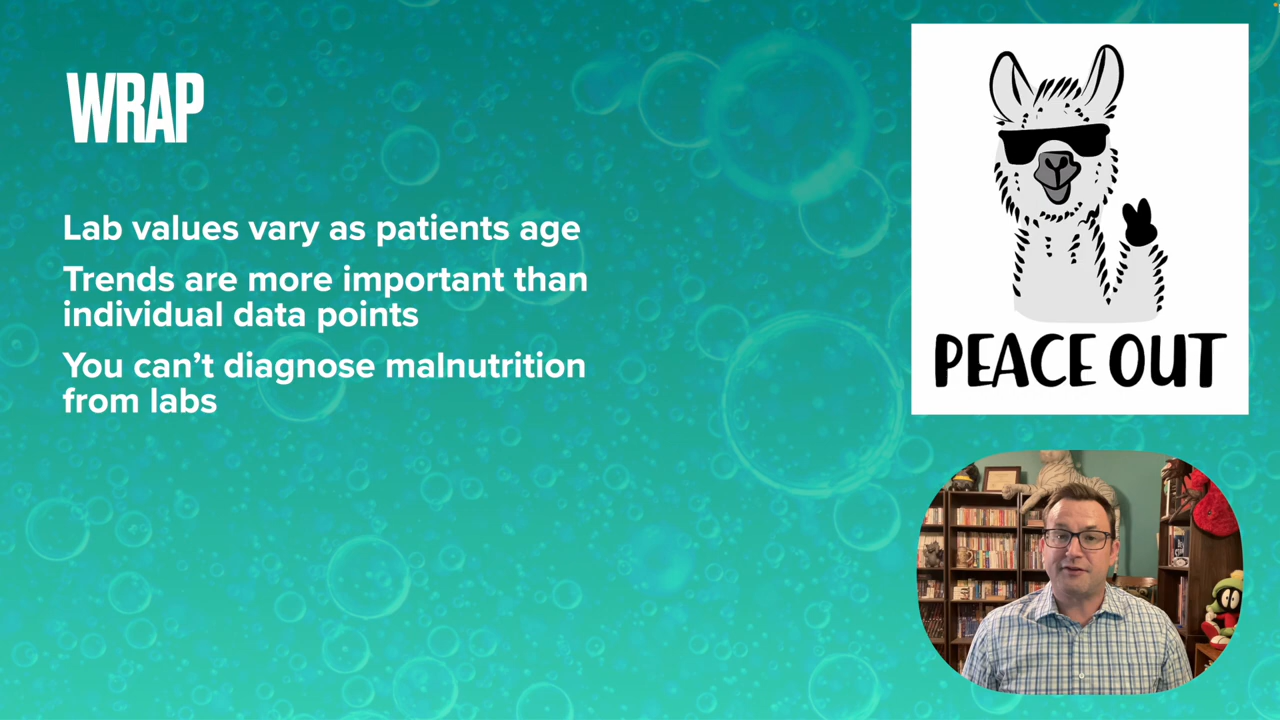 WRAP
Lab values vary as patients age
Trends are more important than
individual data points
You can’t diagnose malnutrition
from labs
PEACE OUT